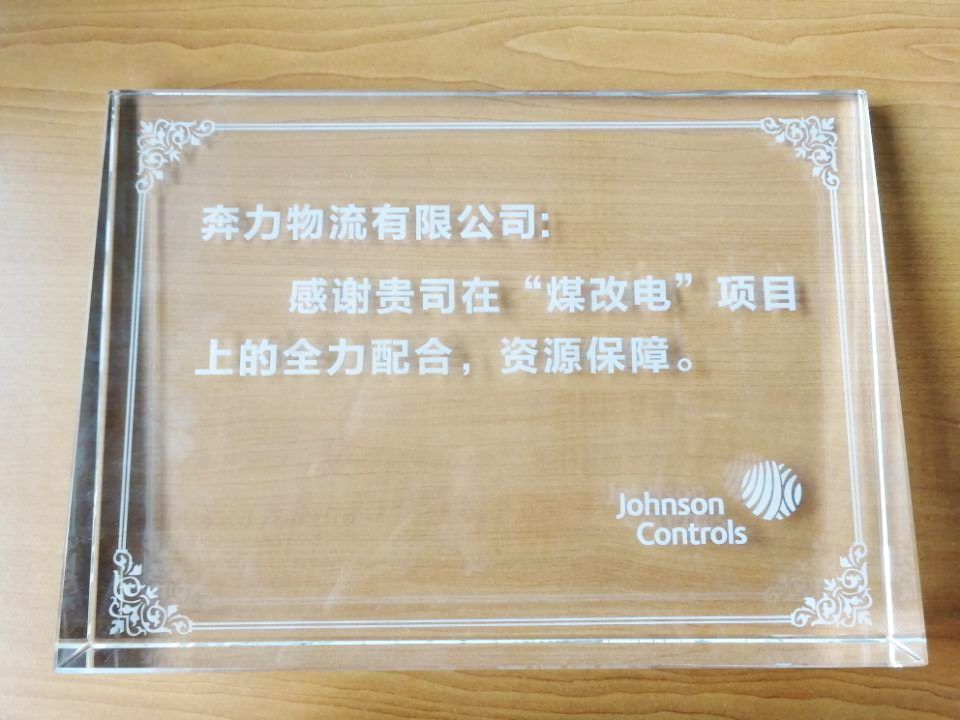 奔力物流有限公司:
感谢贵司在“煤改电”项目
上的全力配合，资源保障。
Johnson
Controls